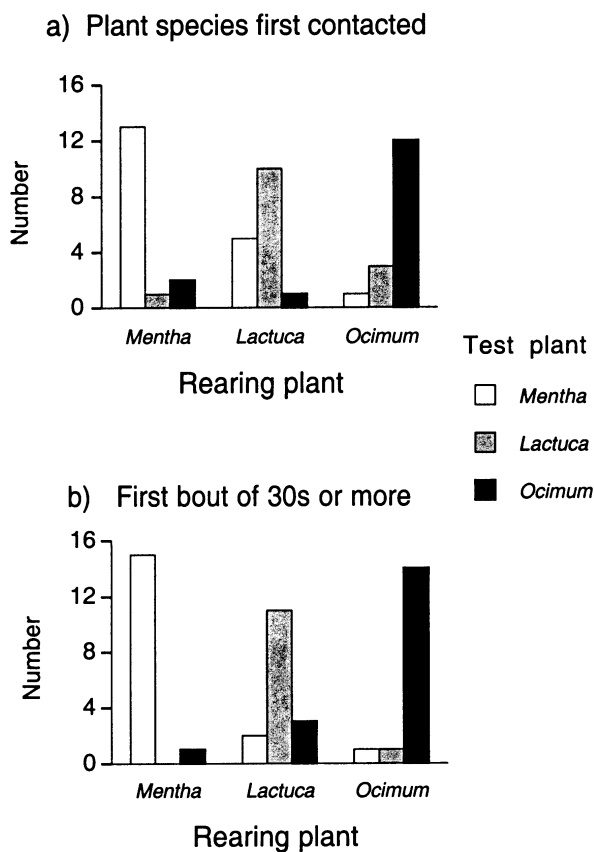 a) Plant species first contacted
16
12
8
4
0
Number
Mentha Lactuca Ocimum
Rearing plant
Test plant
Mentha
Lactuca
Ocimum
b) First bout of 30s or more
16
12
8
4
0
Number
Mentha Lactuca Ocimum
Rearing plant